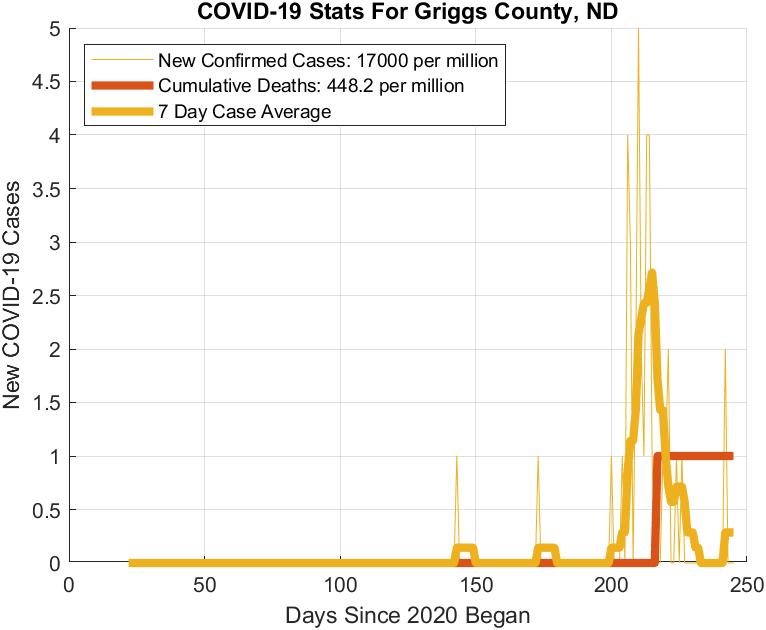 COVID-19 Stats For Griggs County, ND
New Confirmed Cases: 17000 per million
Cumulative Deaths: 448.2 per million
7 Day Case Average
New COVID-19 Cases
5
4.5
4
3.5
3
2.5
2
1.5
1
0.5
0
0 50 100 150 200 250
Days Since 2020 Began